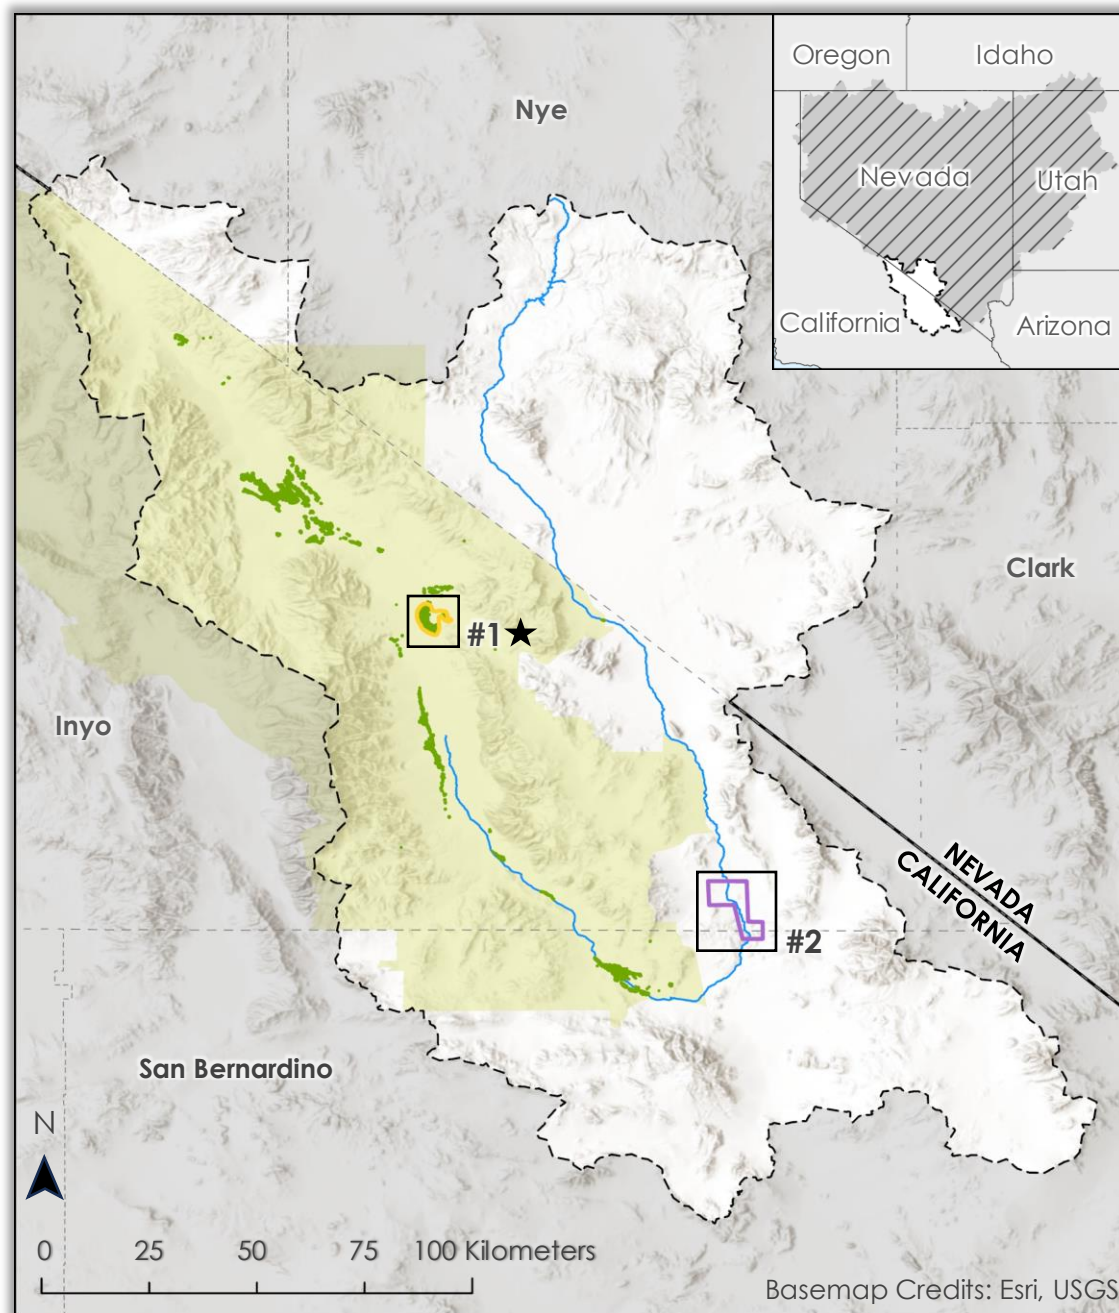 Oregon
Idaho
Nevada
Utah
California
Arizona
Nye
Clark
#1
Inyo
NEVADA
CALIFORNIA
#2
San Bernardino
N
0 25 50 75 100 Kilometers
Basemap Credits: Esri, USGS